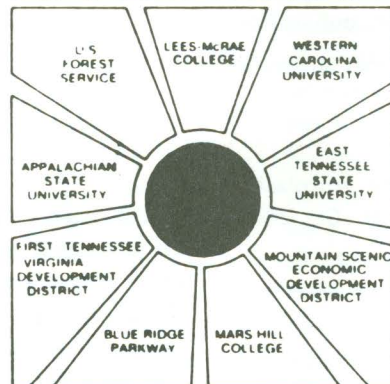 U S
FOREST
SERVICE
LEES-McRAE
COLLEGE
WESTERN
CAROLINA
UNIVERSITY
APPALACHIAN
STATE
UNIVERSITY
EAST
TENNESSEE
STATE
UNIVERSITY
FIRST TENNESSEE
VIRGINIA
DEVELOPMENT
DISTRICT
MOUNTAIN SCENIC
ECONOMIC
DEVELOPMENT
DISTRICT
BLUE RIDGE
PARKWAY
MARS HILL
COLLEGE